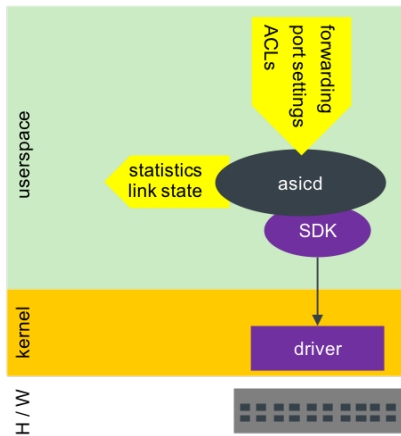 forwarding
port settings
ACLs
userspace
statistics
link state
asicd
SDK
kernel
driver
H / W